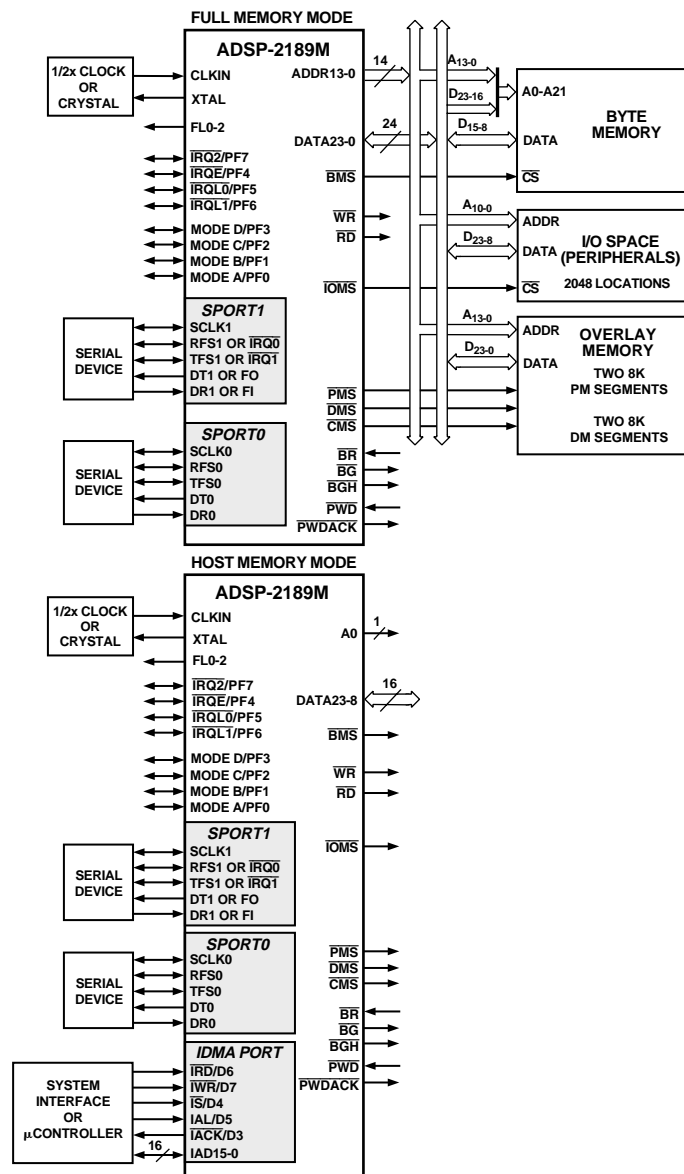 FULL MEMORY MODE
ADSP-2189M
1/2x CLOCK
OR
CRYSTAL
CLKIN
XTAL
FL0-2
IRQ2/PF7
IRQE/PF4
IRQL0/PF5
IRQL1/PF6
MODE D/PF3
MODE C/PF2
MODE B/PF1
MODE A/PF0
SERIAL
DEVICE
SPORT1
SCLK1
RFS1 OR IRQ0
TFS1 OR IRQ1
DT1 OR FO
DR1 OR FI
SERIAL
DEVICE
SPORT0
SCLK0
RFS0
TFS0
DT0
DR0
ADDR13-0
14
DATA23-0
24
BMS
WR
RD
IOMS
PMS
DMS
CMS
BR
BG
BGH
PWD
PWDACK
A13-0
D23-16
D15-8
A0-A21
DATA
CS
BYTE
MEMORY
A10-0
D23-8
ADDR
DATA
CS
I/O SPACE
(PERIPHERALS)
2048 LOCATIONS
A13-0
D23-0
ADDR
DATA
OVERLAY
MEMORY
TWO 8K
PM SEGMENTS
TWO 8K
DM SEGMENTS
HOST MEMORY MODE
ADSP-2189M
1/2x CLOCK
OR
CRYSTAL
CLKIN
XTAL
FL0-2
IRQ2/PF7
IRQE/PF4
IRQL0/PF5
IRQL1/PF6
MODE D/PF3
MODE C/PF2
MODE B/PF1
MODE A/PF0
SERIAL
DEVICE
SPORT1
SCLK1
RFS1 OR IRQ0
TFS1 OR IRQ1
DT1 OR FO
DR1 OR FI
SERIAL
DEVICE
SPORT0
SCLK0
RFS0
TFS0
DT0
DR0
SYSTEM
INTERFACE
OR
μCONTROLLER
16
IDMA PORT
IRD/D6
IWR/D7
IS/D4
IAL/D5
IACK/D3
IAD15-0
A0
1
DATA23-8
16
BMS
WR
RD
IOMS
PMS
DMS
CMS
BR
BG
BGH
PWD
PWDACK